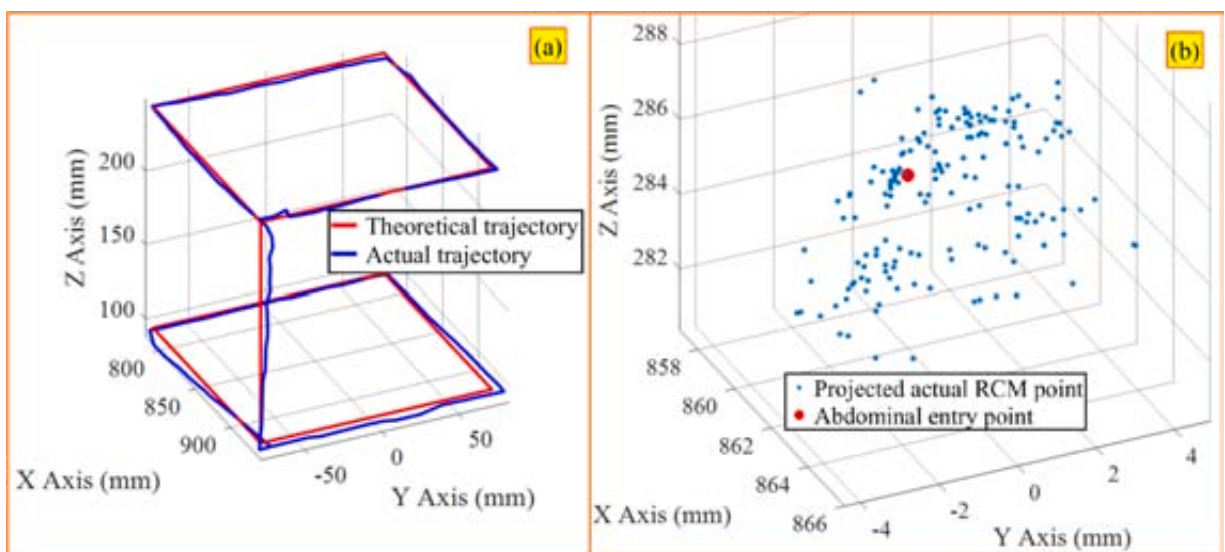 (a)
Z Axis (mm)
200
150
100
Theoretical trajectory
Actual trajectory
800
850
900
X Axis (mm)
-50
0
50
Y Axis (mm)
(b)
Z Axis (mm)
288
286
284
282
Projected actual RCM point
Abdominal entry point
858
860
862
864
866
X Axis (mm)
-4
-2
0
2
4
Y Axis (mm)